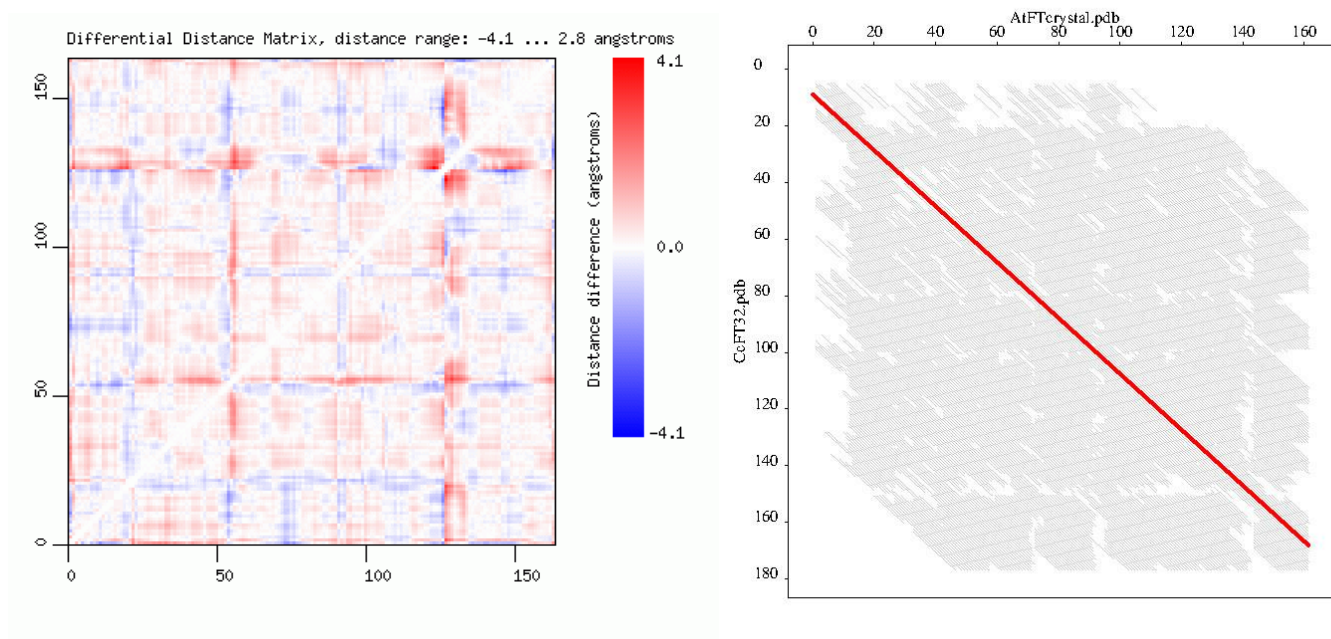 Differential Distance Matrix, distance range: -4.1 ... 2.8 angstroms
4.1
0.0
-4.1
Distance difference (angstroms)
150
100
50
0
0 50 100 150
AtFTcrystal.pdb
0 20 40 60 80 100 120 140 160
0
20
40
60
80
100
120
140
160
180
CcFT32.pdb